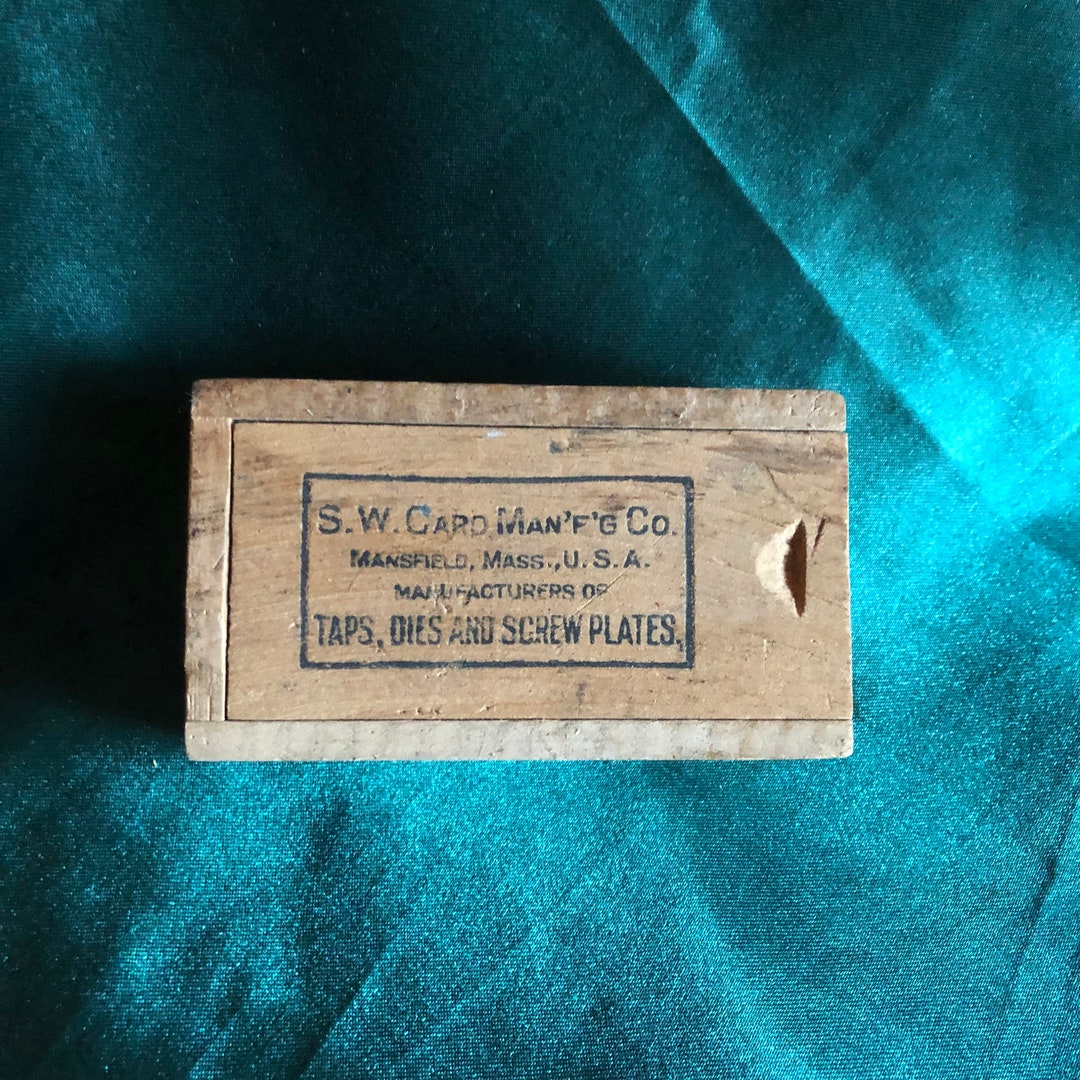 S. W. CARD MAN'F'G CO.
MANSFIELD, MASS., U. S. A.
MANUFACTURERS OF
TAPS, DIES AND SCREW PLATES.